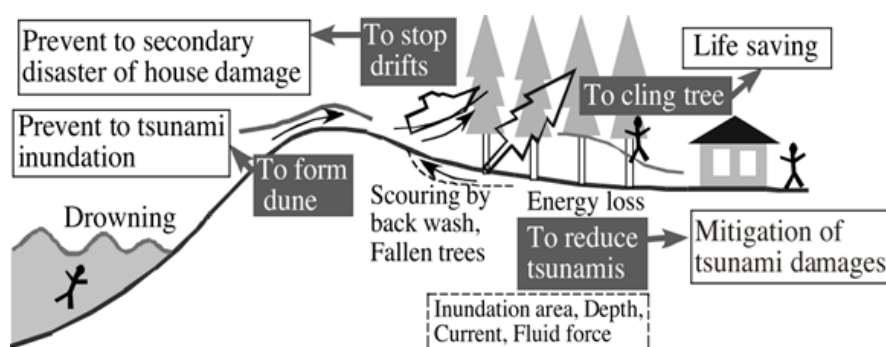 Prevent to secondary
disaster of house damage
To stop
drifts
Life saving
To cling tree
Prevent to tsunami
inundation
To form
dune
Drowning
Scouring by
back wash,
Fallen trees
Energy loss
To reduce
tsunamis
Mitigation of
tsunami damages
Inundation area, Depth,
Current, Fluid force